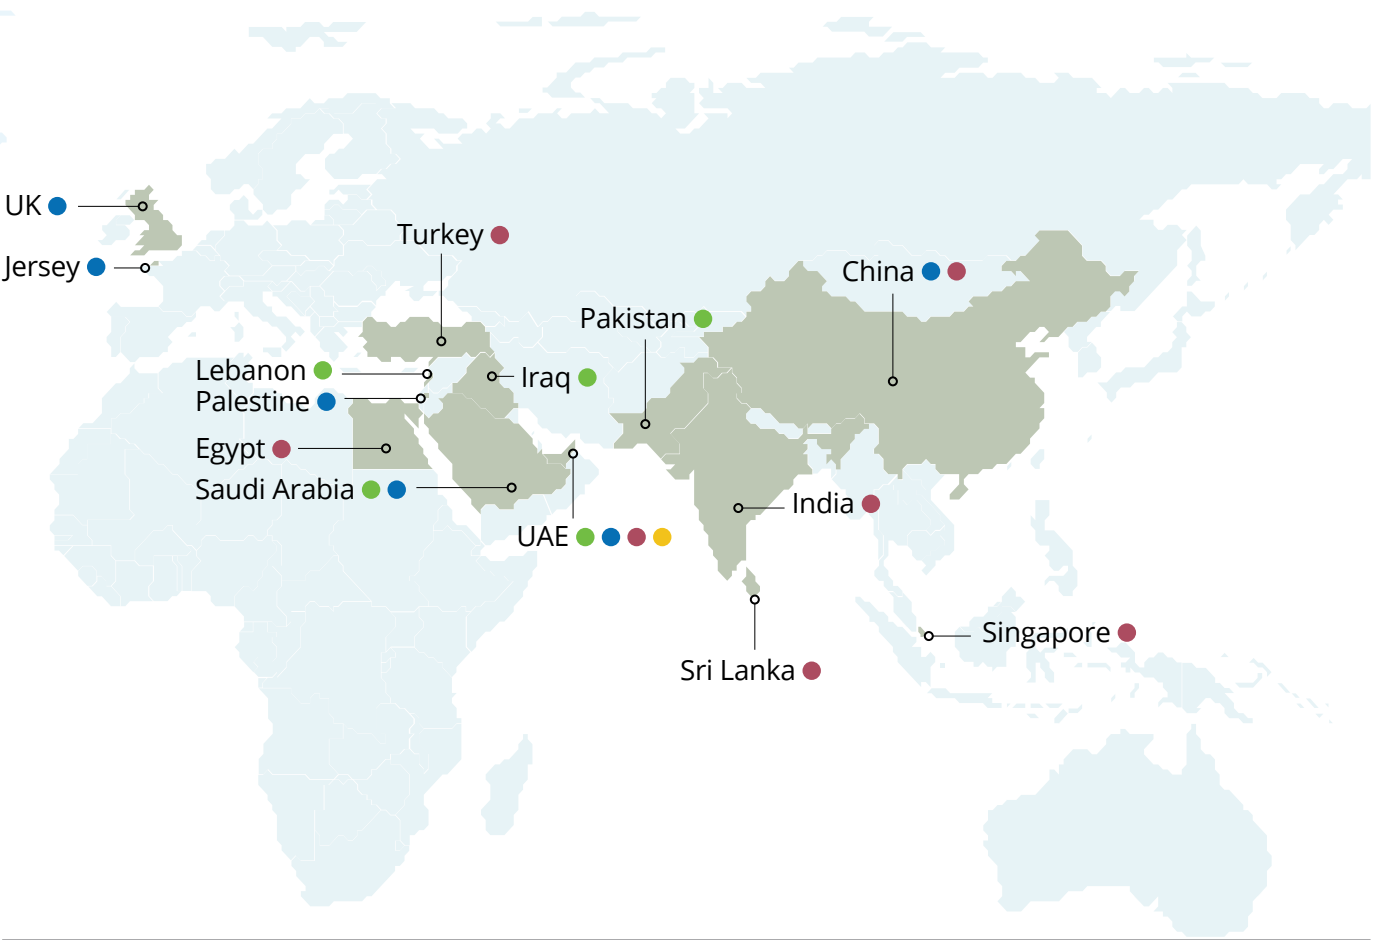 UK
Jersey
Turkey
China
Pakistan
Lebanon
Iraq
Palestine
Egypt
Saudi Arabia
India
UAE
Singapore
Sri Lanka